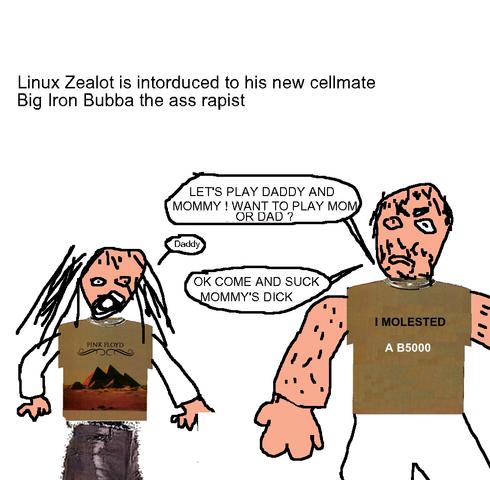 Linux Zealot is intorduced to his new cellmate
Big Iron Bubba the ass rapist
LET'S PLAY DADDY AND
MOMMY ! WANT TO PLAY MOM
OR DAD ?
Daddy
OK COME AND SUCK
MOMMY'S DICK
PINK FLOYD
I MOLESTED
A B5000